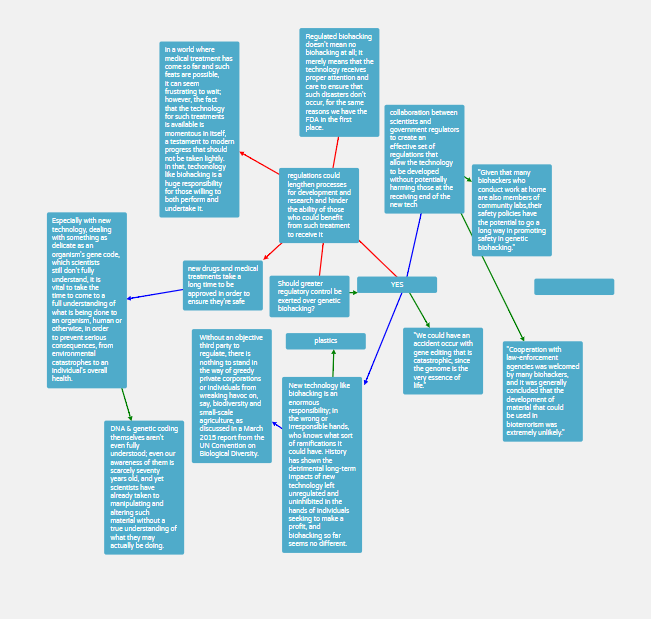 Regulated biohacking
doesn't mean no
biohacking at all; it
merely means that the
technology receives
proper attention and
care to ensure that
such disasters don't
occur, for the same
reasons we have the
FDA in the first
place.
In a world where
medical treatment has
come so far and such
feats are possible,
it can seem
frustrating to wait;
however, the fact
that the technology
for such treatments
is available is
momentous in itself,
a testament to modern
progress that should
not be taken lightly.
In that, techonology
like biohacking is a
huge responsibility
for those willing to
both perform and
undertake it.
collaboration between
scientists and
government regulators
to create an
effective set of
regulations that
allow the technology
to be developed
without potentially
harming those at the
receiving end of the
new tech
regulations could
lengthen processes
for development and
research and hinder
the ability of those
who could benefit
from such treatment
to receive it
"Given that many
biohackers who
conduct work at home
are also members of
community labs,their
safety policies have
the potential to go a
long way in promoting
safety in genetic
biohacking."
Especially with new
technology, dealing
with something as
delicate as an
organism's gene code,
which scientists
still don't fully
understand, it is
vital to take the
time to come to a
full understanding of
what is being done to
an organism, human or
otherwise, in order
to prevent serious
consequences, from
environmental
catastrophes to an
individual's overall
health.
new drugs and medical
treatments take a
long time to be
approved in order to
ensure they're safe
Should greater
regulatory control be
exerted over genetic
biohacking?
YES
plastics
Without an objective
third party to
regulate, there is
nothing to stand in
the way of greedy
private corporations
or individuals from
wreaking havoc on,
say, biodiversity and
small-scale
agriculture, as
discussed in a March
2015 report from the
UN Convention on
Biological Diversity.
"We could have an
accident occur with
gene editing that is
catastrophic, since
the genome is the
very essence of
life."
"Cooperation with
law-enforcement
agencies was welcomed
by many biohackers,
and it was generally
concluded that the
development of
material that could
be used in
bioterrorism was
extremely unlikely."
New technology like
biohacking is an
enormous
responsibility; in
the wrong or
irresponsible hands,
who knows what sort
of ramifications it
could have. History
has shown the
detrimental long-term
impacts of new
technology left
unregulated and
uninhibited in the
hands of individuals
seeking to make a
profit, and
biohacking so far
seems no different.
DNA & genetic coding
themselves aren't
even fully
understood; even our
awareness of them is
scarcely seventy
years old, and yet
scientists have
already taken to
manipulating and
altering such
material without a
true understanding of
what they may
actually be doing.